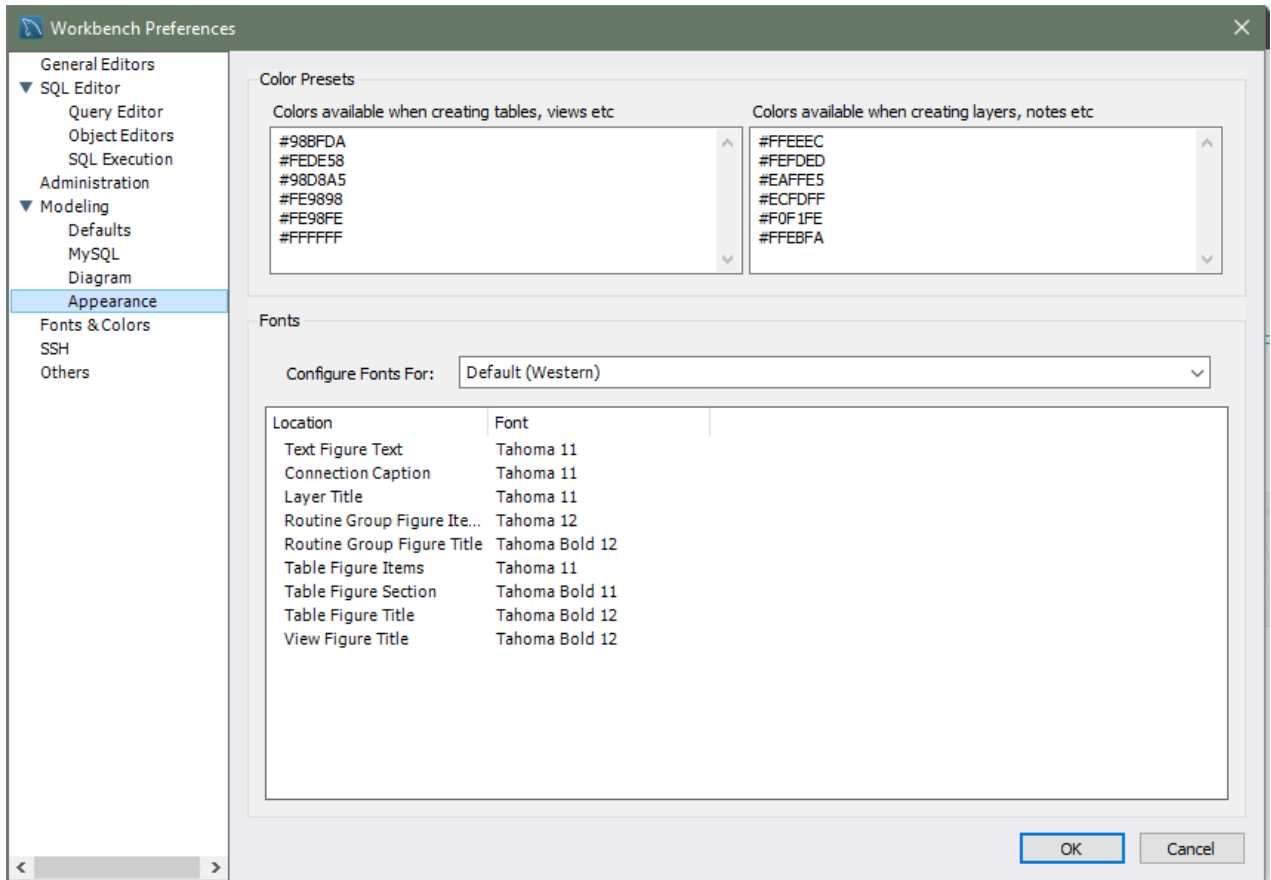 Workbench Preferences
General Editors
SQL Editor
Query Editor
Object Editors
SQL Execution
Administration
Modeling
Defaults
MySQL
Diagram
Appearance
Fonts & Colors
SSH
Others
Color Presets
Colors available when creating tables, views etc
#98BFDA
#FEDE58
#98D8A5
#FE9898
#FE98FE
#FFFFFF
Colors available when creating layers, notes etc
#FFEEEC
#FEFDED
#EAFFE5
#ECFDFF
#F0F1FE
#FFEBFA
Fonts
Configure Fonts For: Default (Western)
Location Font
Text Figure Text Tahoma 11
Connection Caption Tahoma 11
Layer Title Tahoma 11
Routine Group Figure Ite... Tahoma 12
Routine Group Figure Title Tahoma Bold 12
Table Figure Items Tahoma 11
Table Figure Section Tahoma Bold 11
Table Figure Title Tahoma Bold 12
View Figure Title Tahoma Bold 12
OK Cancel